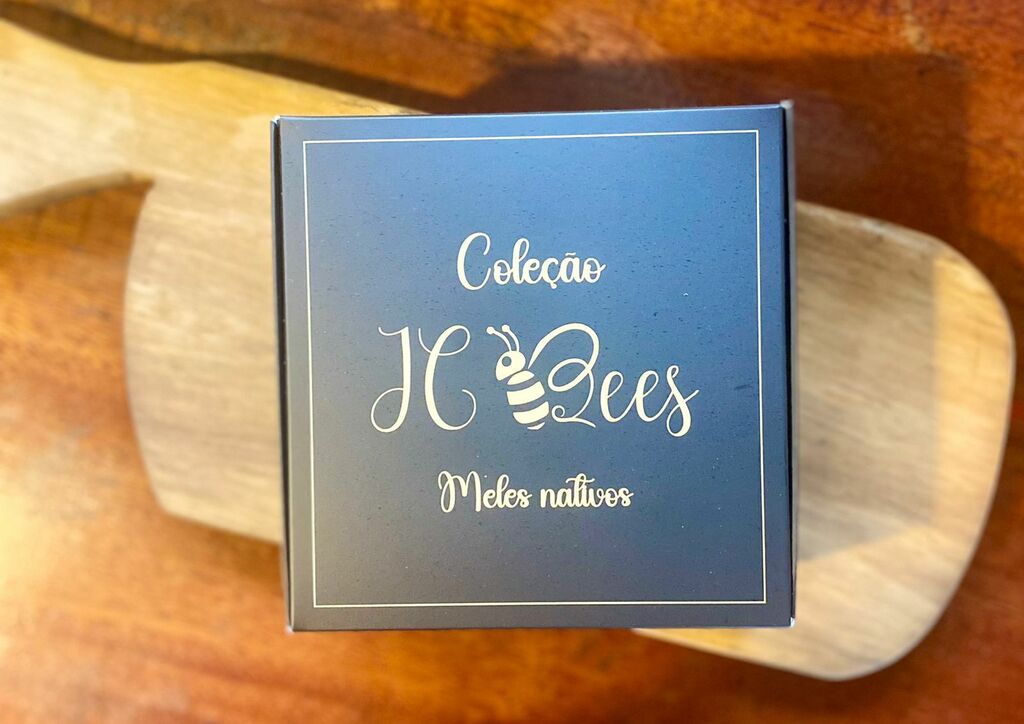 Coleção
JC Bees
Meles nativos